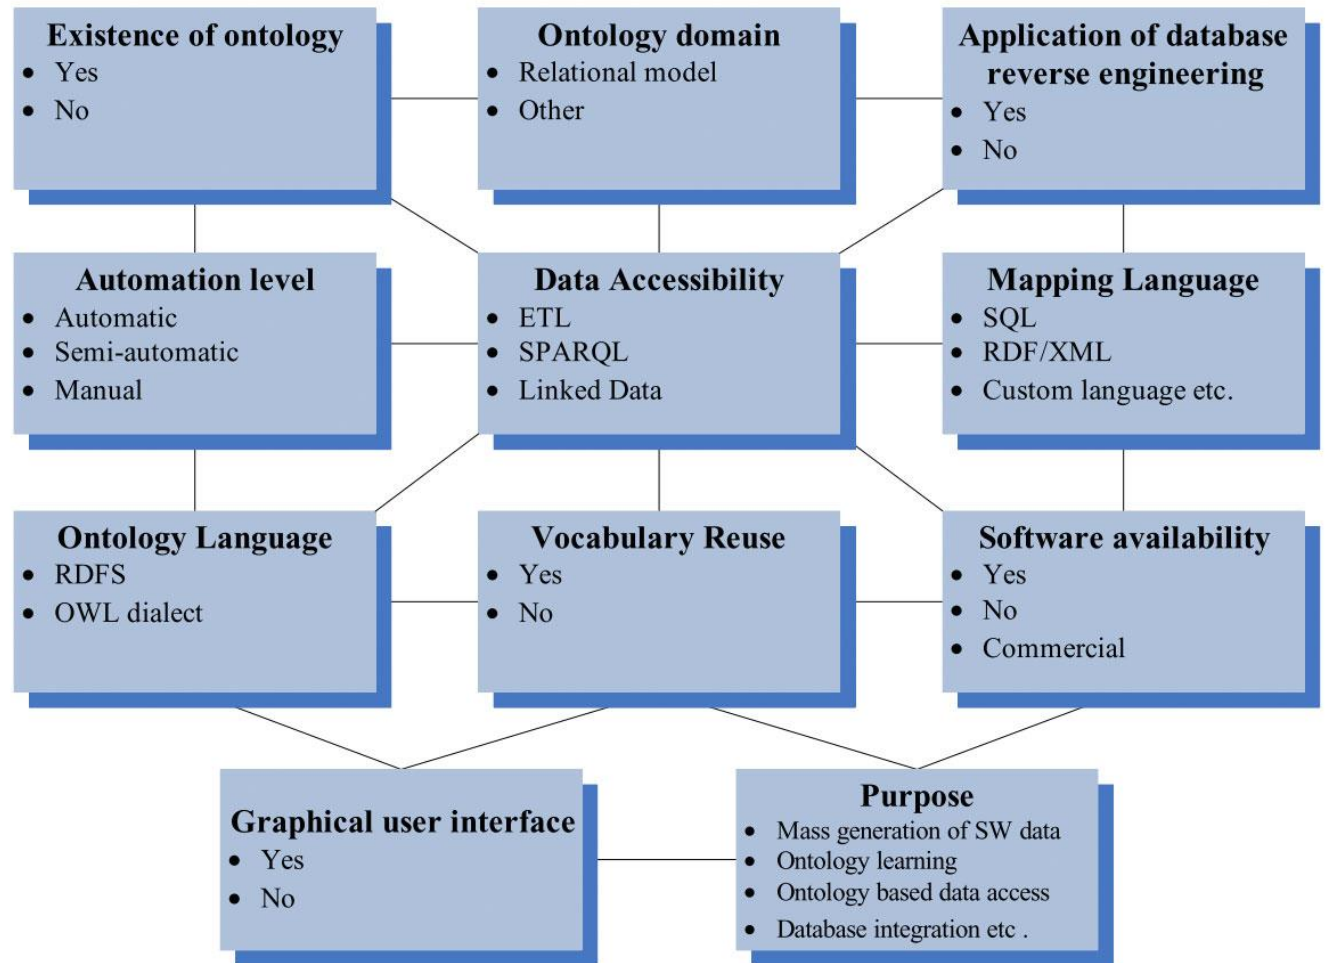 Existence of ontology
• Yes
• No
Ontology domain
• Relational model
• Other
Application of database
reverse engineering
• Yes
• No
Automation level
• Automatic
• Semi-automatic
• Manual
Data Accessibility
• ETL
• SPARQL
• Linked Data
Mapping Language
• SQL
• RDF/XML
• Custom language etc.
Ontology Language
• RDFS
• OWL dialect
Vocabulary Reuse
• Yes
• No
Software availability
• Yes
• No
• Commercial
Graphical user interface
• Yes
• No
Purpose
• Mass generation of SW data
• Ontology learning
• Ontology based data access
• Database integration etc .